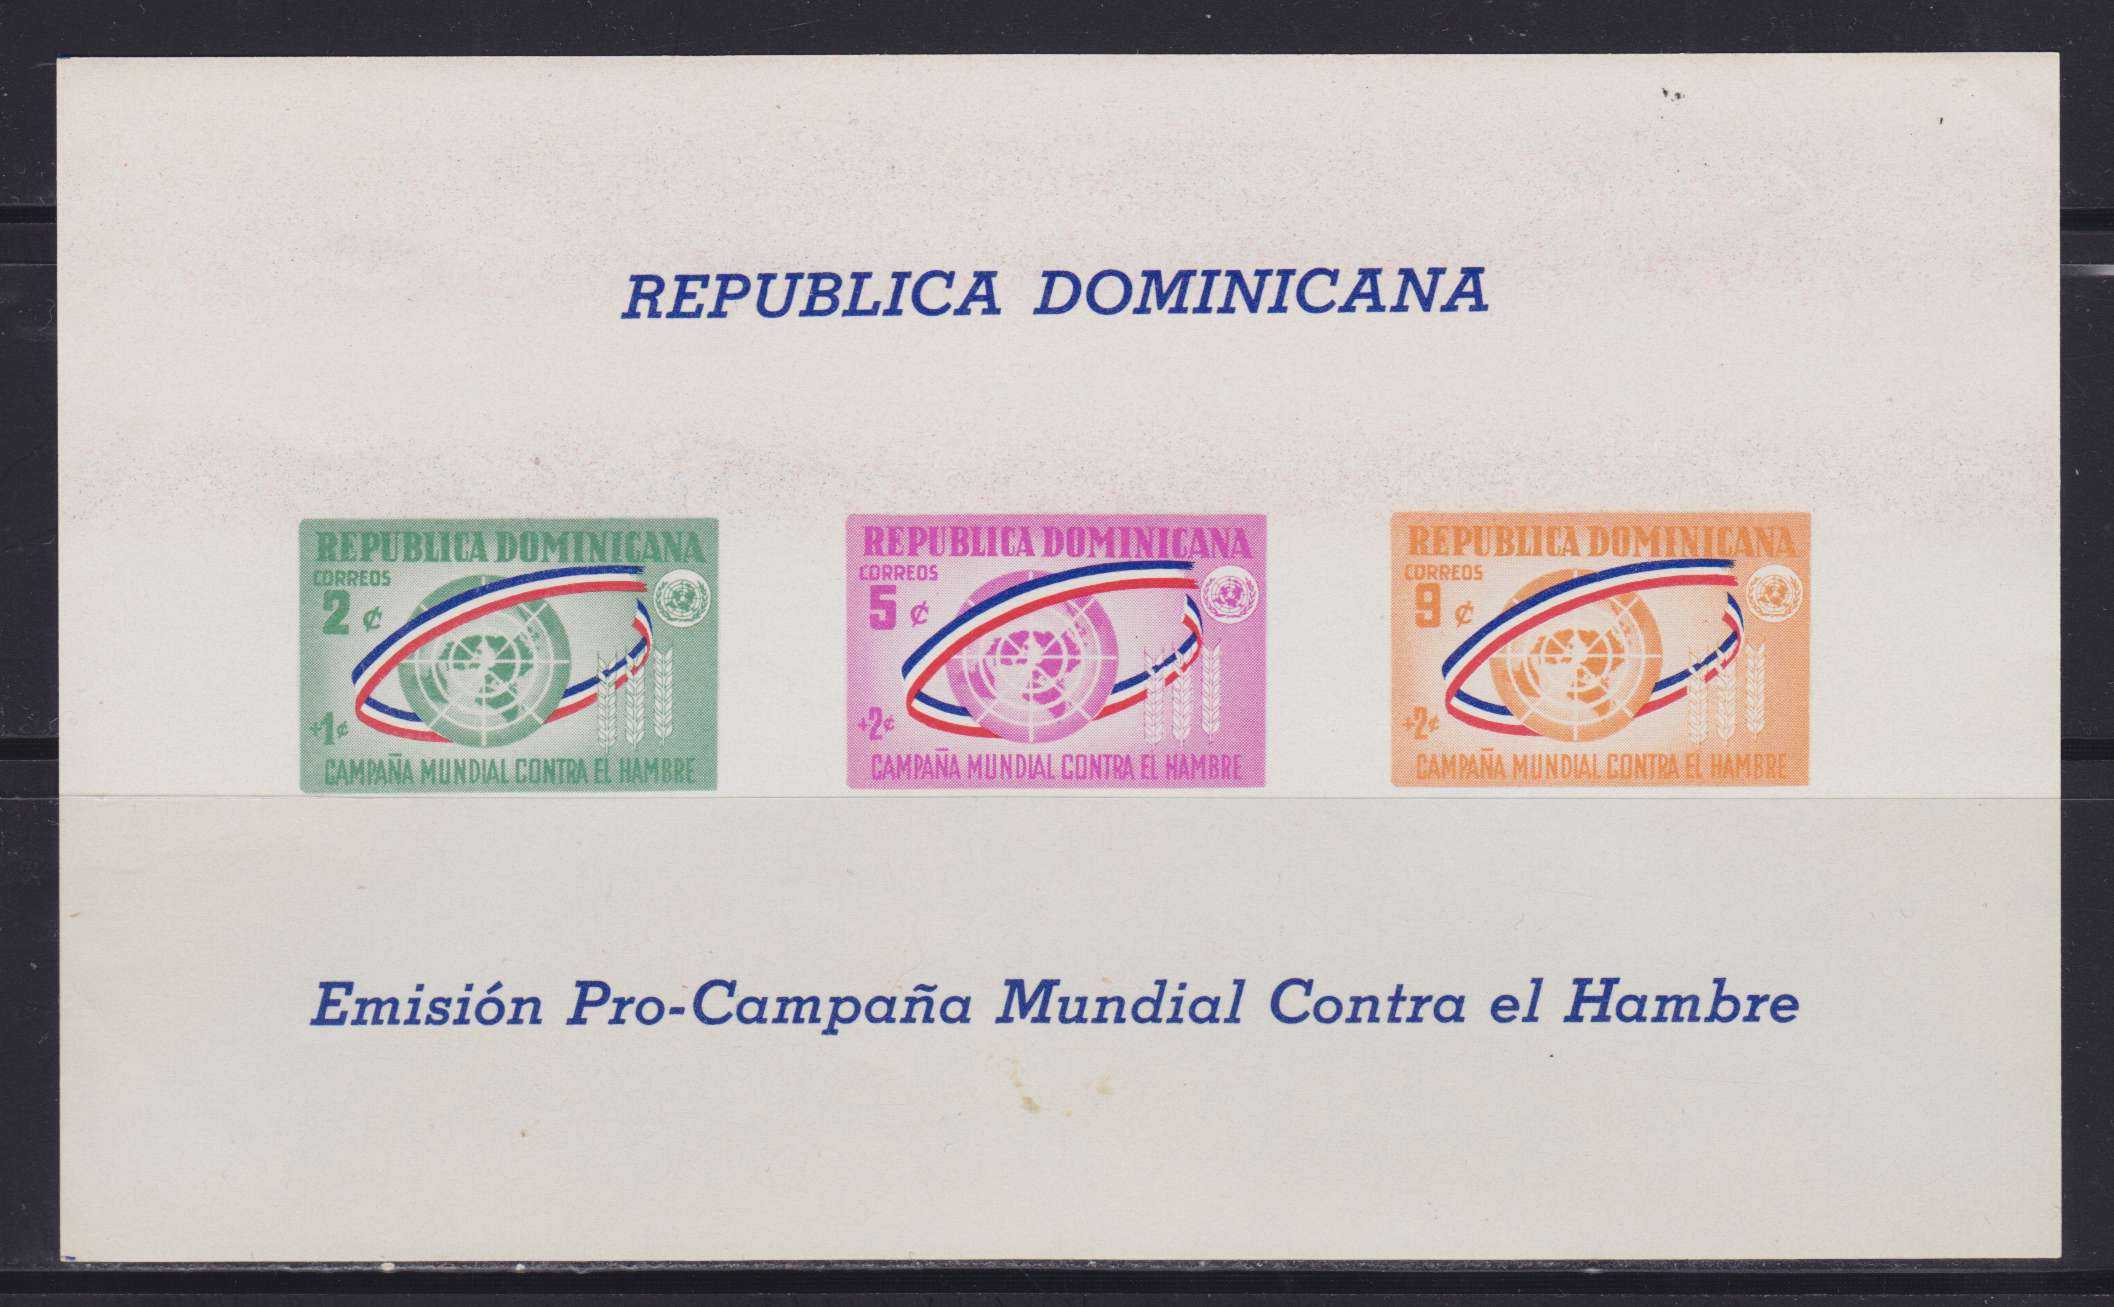 REPUBLICA DOMINICANA
REPUBLICA DOMINICANA
CORREOS
2 ¢
+1¢
CAMPAÑA MUNDIAL CONTRA EL HAMBRE
REPUBLICA DOMINICANA
CORREOS
5 ¢
+2¢
CAMPAÑA MUNDIAL CONTRA EL HAMBRE
REPUBLICA DOMINICANA
CORREOS
9 ¢
+2¢
CAMPAÑA MUNDIAL CONTRA EL HAMBRE
Emisión Pro-Campaña Mundial Contra el Hambre